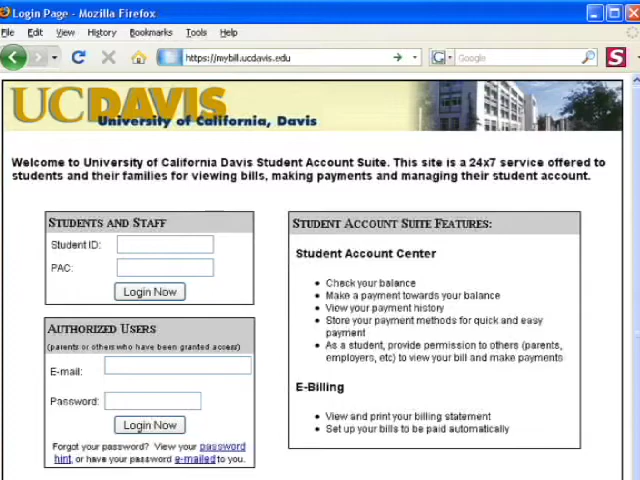 Login Page - Mozilla Firefox
File Edit View History Bookmarks Tools Help
https://mybill.ucdavis.edu
Google
UCDAVIS
University of California, Davis
Welcome to University of California Davis Student Account Suite. This site is a 24x7 service offered to
students and their families for viewing bills, making payments and managing their student account.
STUDENTS AND STAFF
Student ID:
PAC:
Login Now
AUTHORIZED USERS
(parents or others who have been granted access)
E-mail:
Password:
Login Now
Forgot your password? View your password
hint, or have your password e-mailed to you.
STUDENT ACCOUNT SUITE FEATURES:
Student Account Center
• Check your balance
• Make a payment towards your balance
• View your payment history
• Store your payment methods for quick and easy
payment
• As a student, provide permission to others (parents,
employers, etc) to view your bill and make payments
E-Billing
• View and print your billing statement
• Set up your bills to be paid automatically